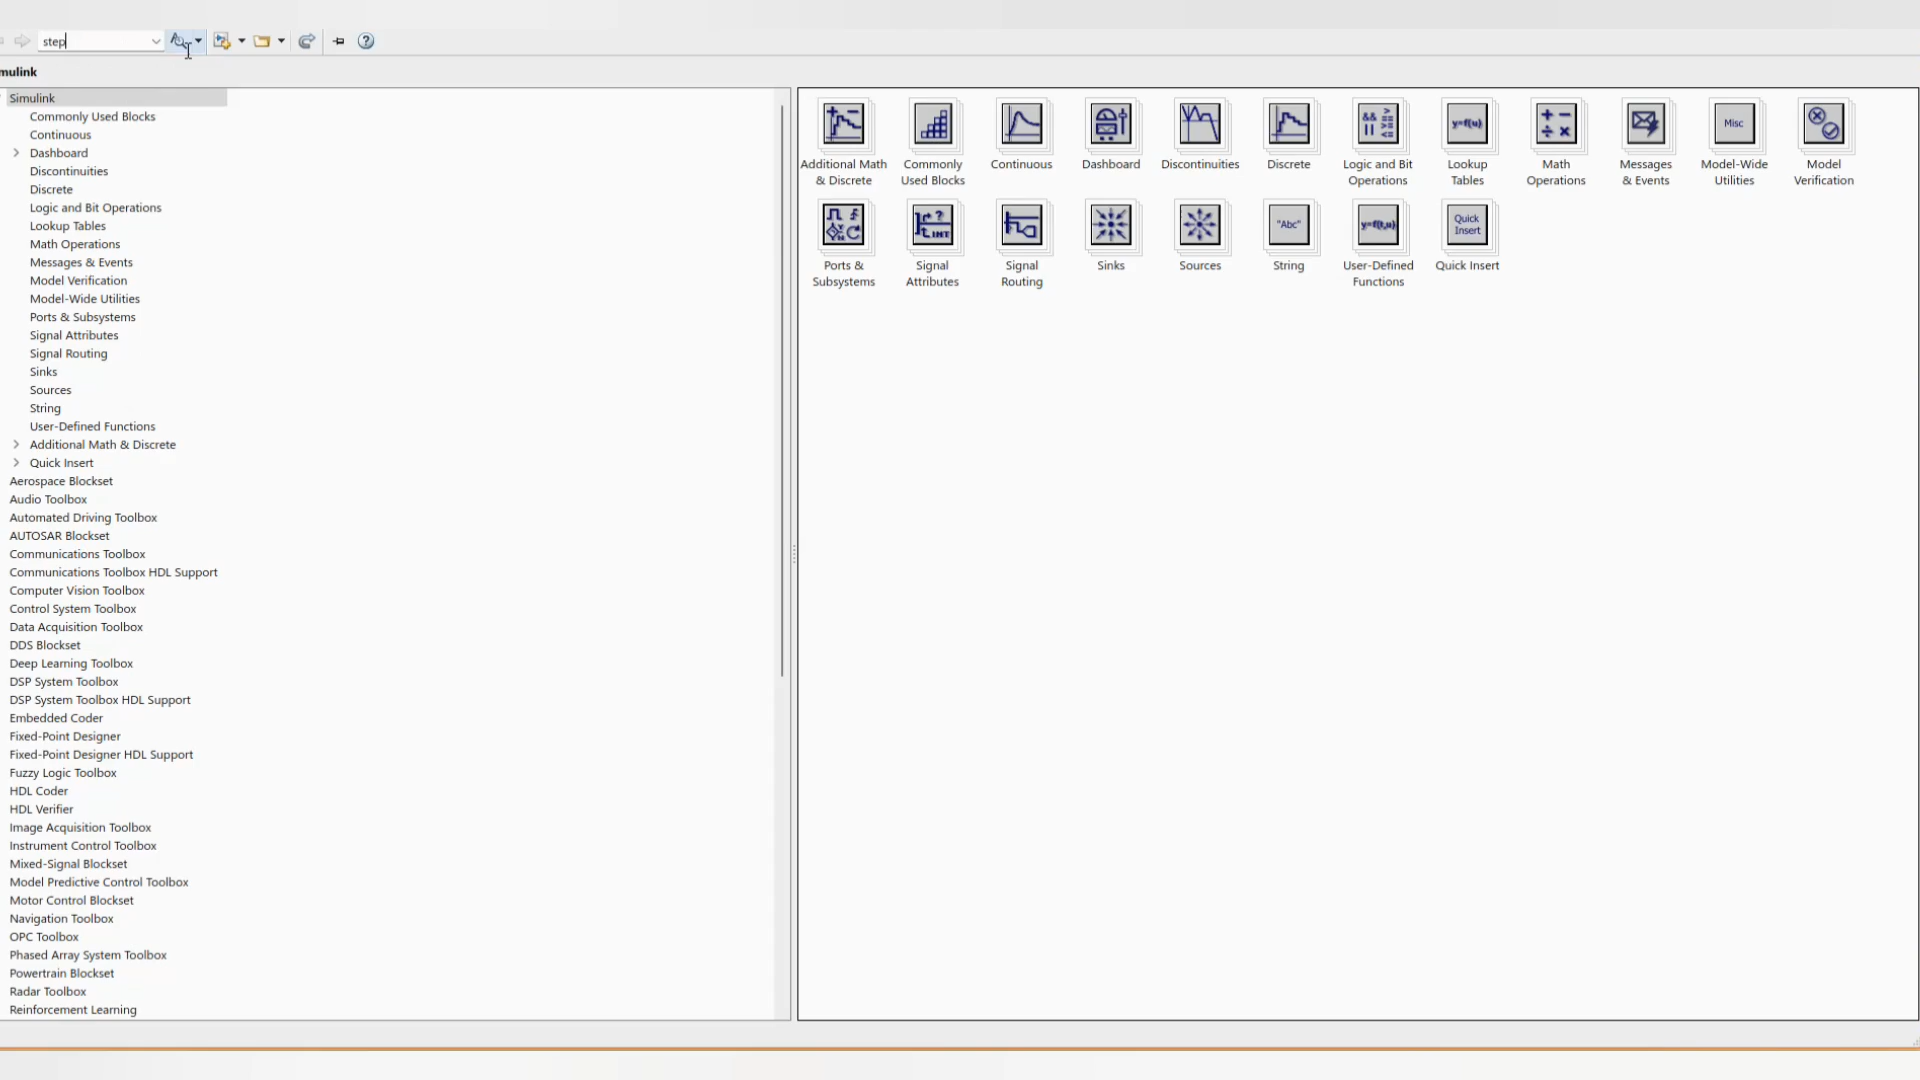 step
mulink
Simulink
Commonly Used Blocks
Continuous
Dashboard
Discontinuities
Discrete
Logic and Bit Operations
Lookup Tables
Math Operations
Messages & Events
Model Verification
Model-Wide Utilities
Ports & Subsystems
Signal Attributes
Signal Routing
Sinks
Sources
String
User-Defined Functions
Additional Math & Discrete
Quick Insert
Aerospace Blockset
Audio Toolbox
Automated Driving Toolbox
AUTOSAR Blockset
Communications Toolbox
Communications Toolbox HDL Support
Computer Vision Toolbox
Control System Toolbox
Data Acquisition Toolbox
DDS Blockset
Deep Learning Toolbox
DSP System Toolbox
DSP System Toolbox HDL Support
Embedded Coder
Fixed-Point Designer
Fixed-Point Designer HDL Support
Fuzzy Logic Toolbox
HDL Coder
HDL Verifier
Image Acquisition Toolbox
Instrument Control Toolbox
Mixed-Signal Blockset
Model Predictive Control Toolbox
Motor Control Blockset
Navigation Toolbox
OPC Toolbox
Phased Array System Toolbox
Powertrain Blockset
Radar Toolbox
Reinforcement Learning
&& > ||  >= == <=
y=f(u)
+ − ÷ ×
Misc
Additional Math Commonly Continuous Dashboard Discontinuities Discrete Logic and Bit Lookup Math Messages Model-Wide Model
& Discrete Used Blocks Operations Tables Operations & Events Utilities Verification
? INT
"Abc"
y=f(t,u)
Quick
Insert
Ports & Signal Signal Sinks Sources String User-Defined Quick Insert
Subsystems Attributes Routing Functions